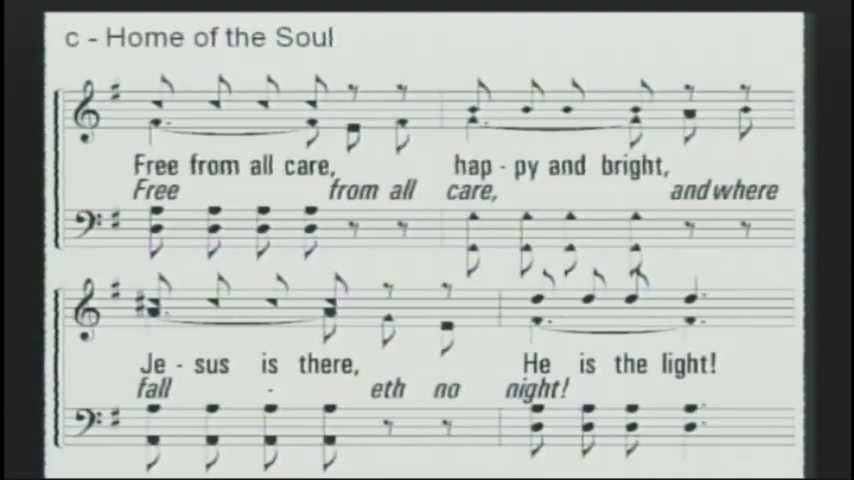 c - Home of the Soul
Free from all care, hap - py and bright,
Free from all care, and where
Je - sus is there, He is the light!
fall - eth no night!